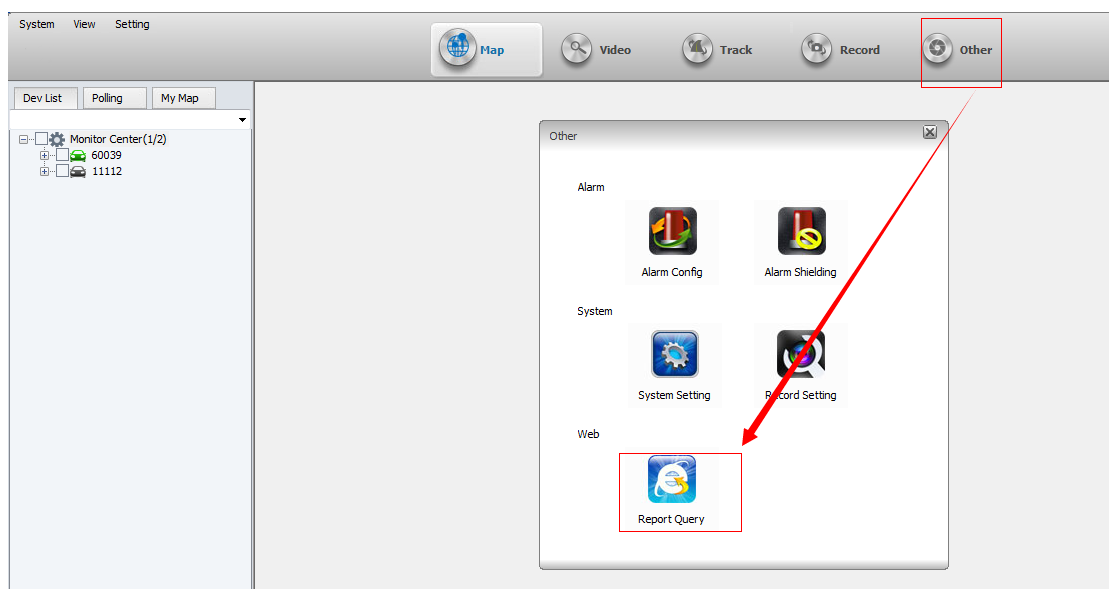 System View Setting
Map Video Track Record Other
Dev List Polling My Map
Monitor Center(1/2)
60039
11112
Other
Alarm
Alarm Config Alarm Shielding
System
System Setting Record Setting
Web
Report Query